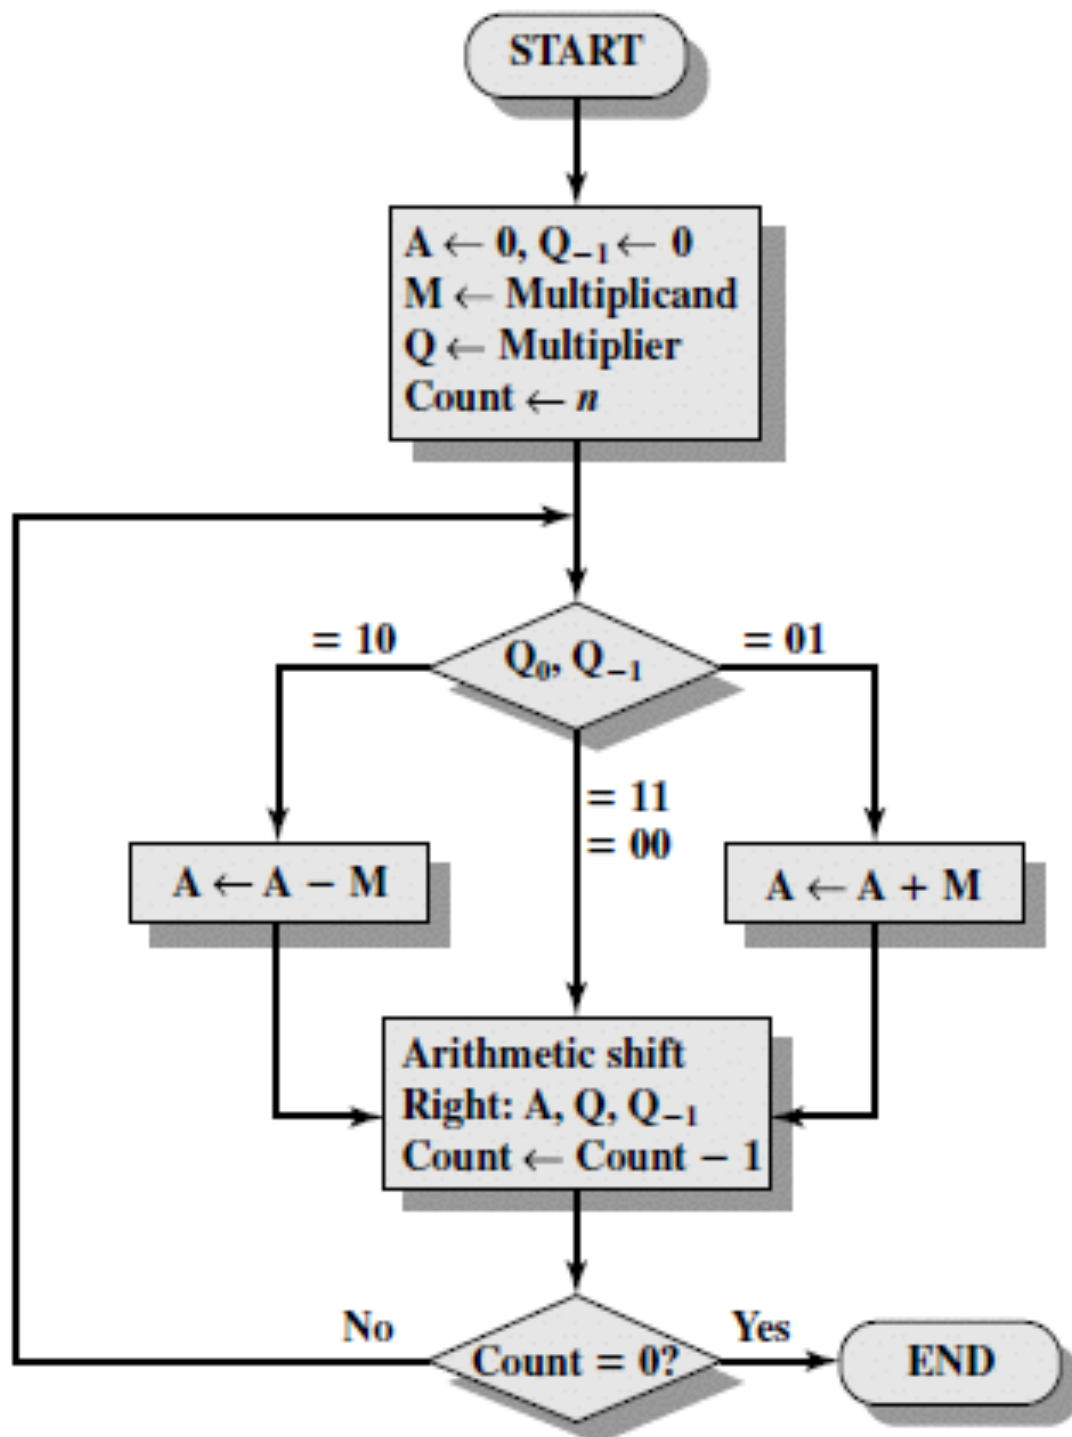 START
A ← 0, Q₋₁ ← 0
M ← Multiplicand
Q ← Multiplier
Count ← n
= 10
Q₀, Q₋₁
= 01
= 11
= 00
A ← A − M
A ← A + M
Arithmetic shift
Right: A, Q, Q₋₁
Count ← Count − 1
No
Count = 0?
Yes
END